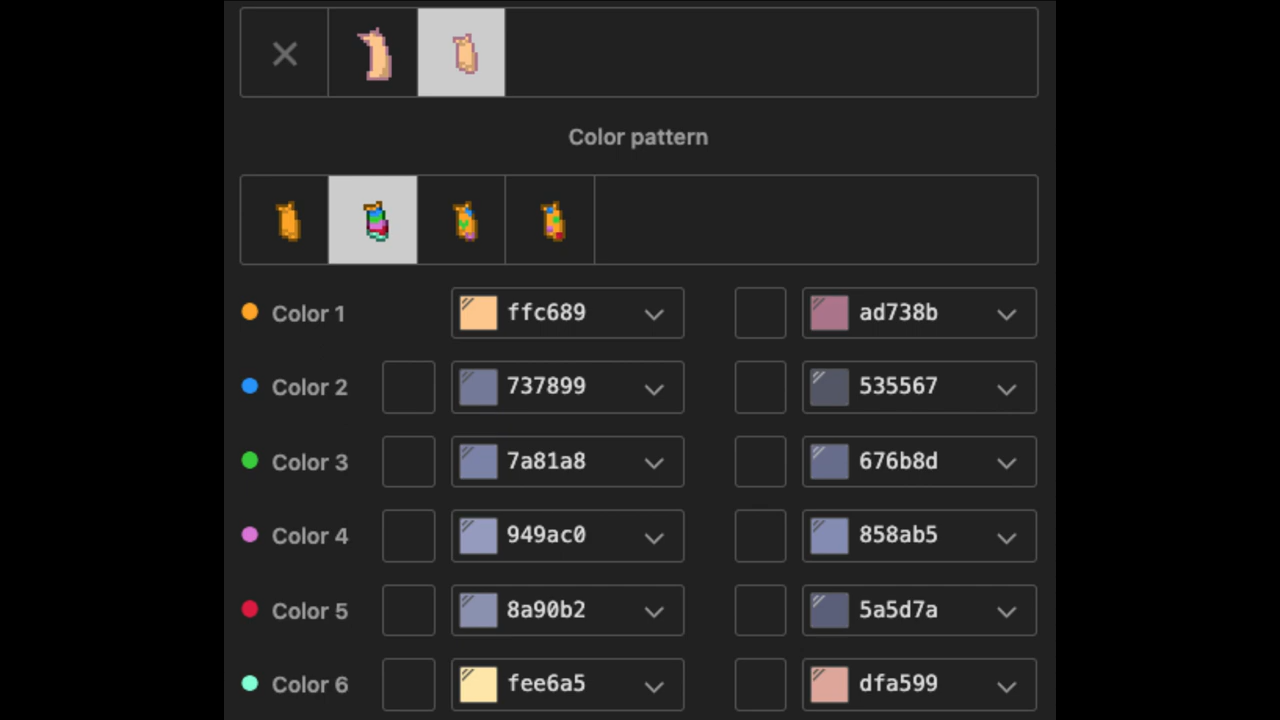 Color pattern
Color 1 ffc689 ad738b
Color 2 737899 535567
Color 3 7a81a8 676b8d
Color 4 949ac0 858ab5
Color 5 8a90b2 5a5d7a
Color 6 fee6a5 dfa599